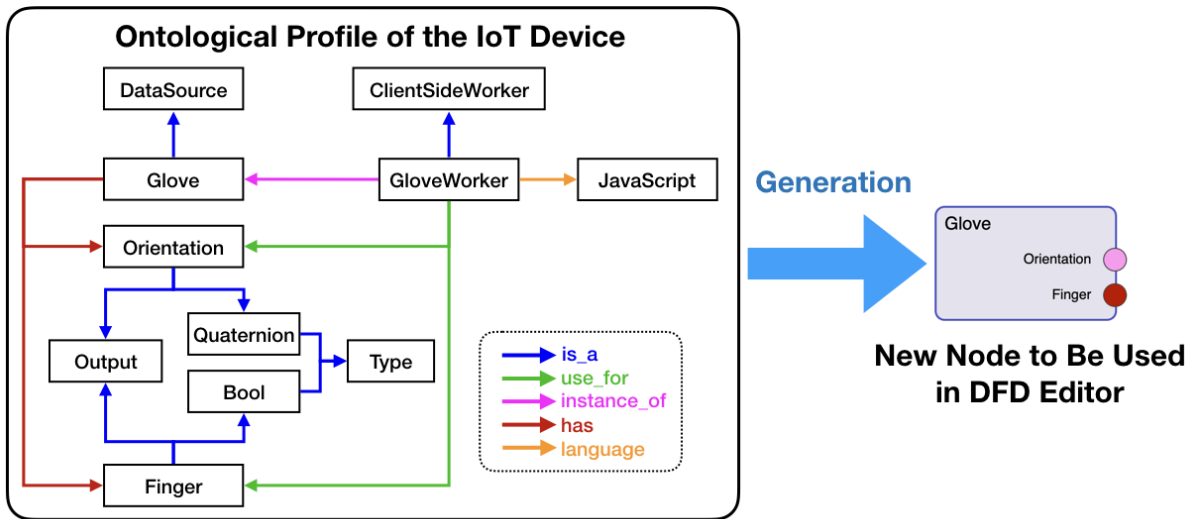 Ontological Profile of the IoT Device
DataSource
ClientSideWorker
Glove
GloveWorker
JavaScript
Orientation
Quaternion
Output
Type
Bool
Finger
is_a
use_for
instance_of
has
language
Generation
Glove
Orientation
Finger
New Node to Be Used
in DFD Editor